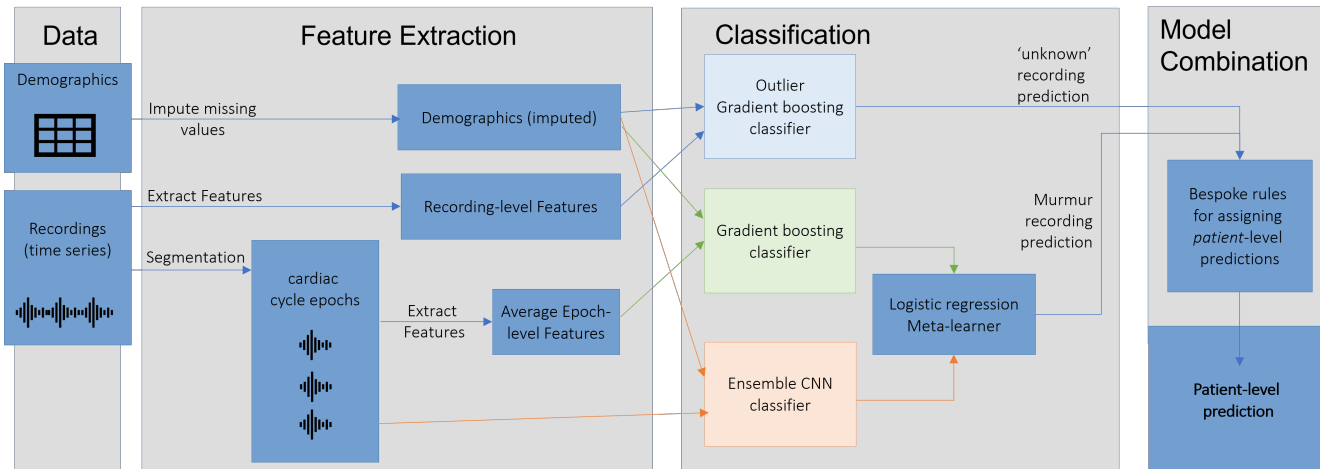 Data
Feature Extraction
Classification
Model
Combination
Demographics
Impute missing
values
Demographics (imputed)
Outlier
Gradient boosting
classifier
'unknown'
recording
prediction
Recordings
(time series)
Extract Features
Recording-level Features
Segmentation
cardiac
cycle epochs
Extract
Features
Average Epoch-
level Features
Gradient boosting
classifier
Ensemble CNN
classifier
Logistic regression
Meta-learner
Murmur
recording
prediction
Bespoke rules
for assigning
patient-level
predictions
Patient-level
prediction